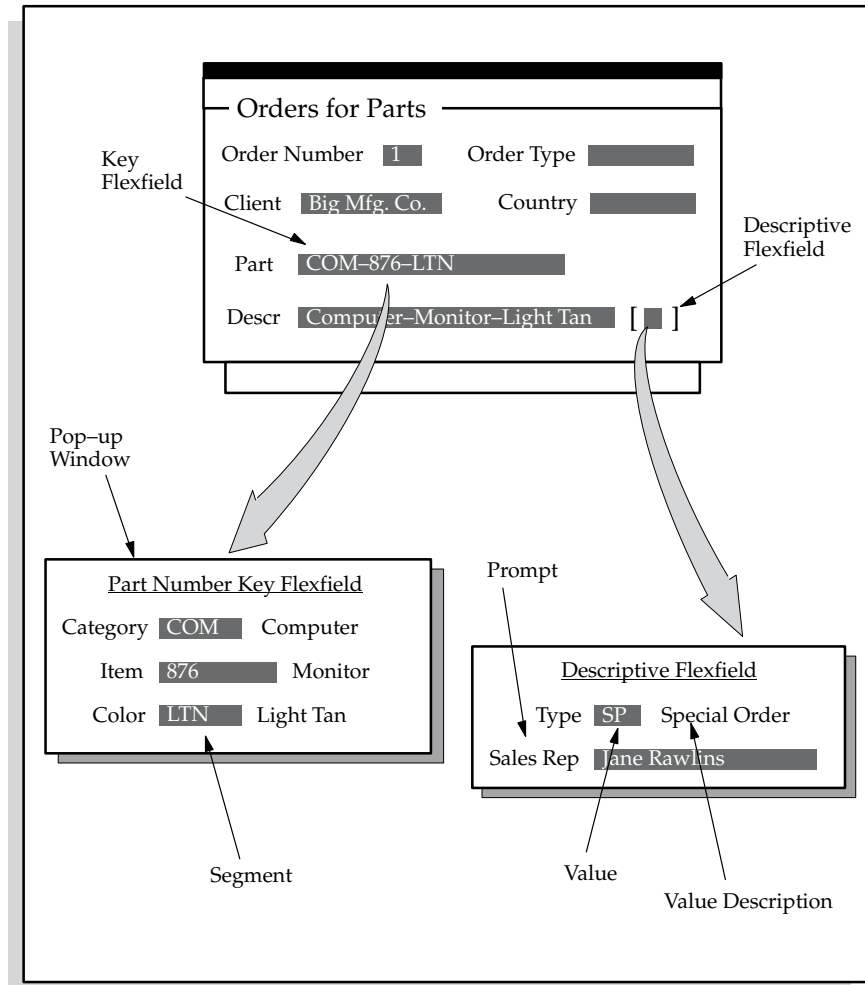 Orders for Parts
Order Number 1 Order Type
Key
Flexfield
Client Big Mfg. Co. Country
Descriptive
Flexfield
Part COM–876–LTN
Descr Computer–Monitor–Light Tan [ ]
Pop–up
Window
Part Number Key Flexfield
Category COM Computer
Item 876 Monitor
Color LTN Light Tan
Prompt
Descriptive Flexfield
Type SP Special Order
Sales Rep Jane Rawlins
Segment
Value
Value Description